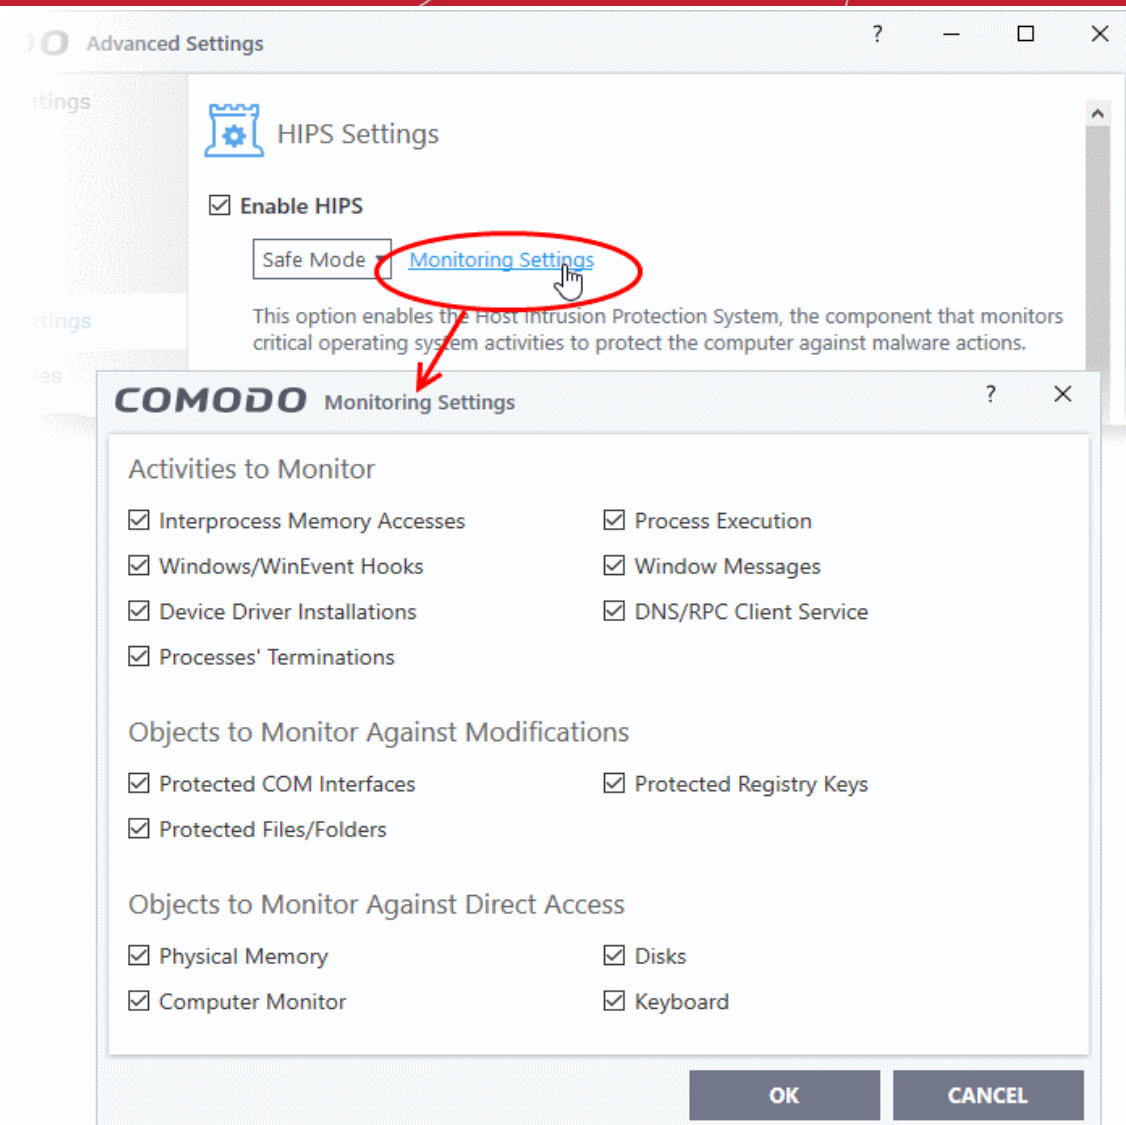 Advanced Settings
?
ttings
HIPS Settings
Enable HIPS
Safe Mode
Monitoring Settings
This option enables the Host Intrusion Protection System, the component that monitors
critical operating system activities to protect the computer against malware actions.
ttings
COMODO Monitoring Settings
?
Activities to Monitor
Interprocess Memory Accesses
Process Execution
Windows/WinEvent Hooks
Window Messages
Device Driver Installations
DNS/RPC Client Service
Processes' Terminations
Objects to Monitor Against Modifications
Protected COM Interfaces
Protected Registry Keys
Protected Files/Folders
Objects to Monitor Against Direct Access
Physical Memory
Disks
Computer Monitor
Keyboard
OK
CANCEL